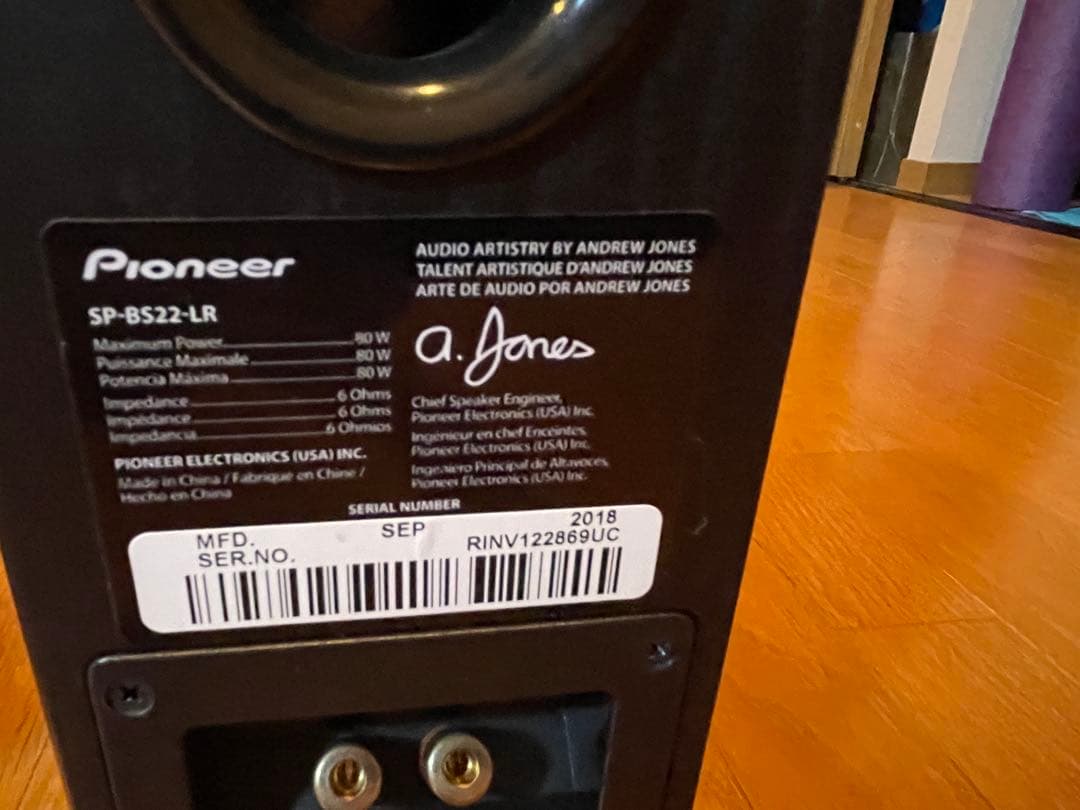 Pioneer
SP-BS22-LR
Maximum Power 80 W
Puissance Maximale 80 W
Potencia Máxima 80 W
Impedance 6 Ohms
Impédance 6 Ohms
Impedancia 6 Ohmios
PIONEER ELECTRONICS (USA) INC.
Made in China / Fabriqué en Chine /
Hecho en China
AUDIO ARTISTRY BY ANDREW JONES
TALENT ARTISTIQUE D'ANDREW JONES
ARTE DE AUDIO POR ANDREW JONES
a. Jones
Chief Speaker Engineer,
Pioneer Electronics (USA) Inc.
Ingénieur en chef Enceintes,
Pioneer Electronics (USA) Inc.
Ingeniero Principal de Altavoces,
Pioneer Electronics (USA) Inc.
SERIAL NUMBER
MFD. SEP 2018
SER.NO. RINV122869UC